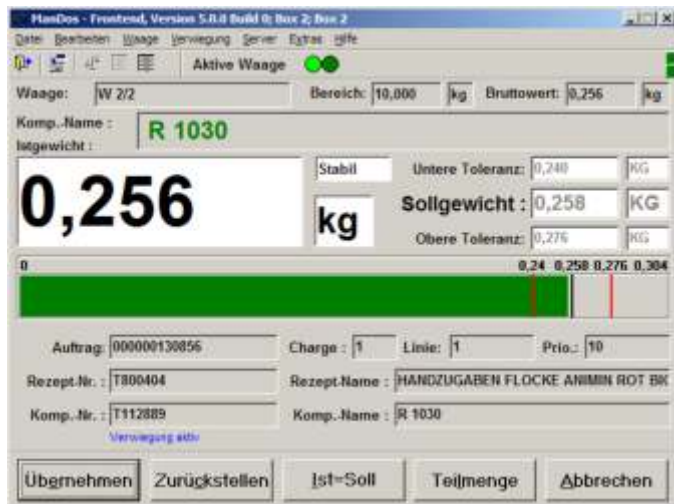 ManDos - Frontend, Version 5.0.0 Build 0; Box 2; Box 2
Datei Bearbeiten Waage Verwiegung Server Extras Hilfe
Aktive Waage
Waage: W 2/2 Bereich: 10,000 kg Bruttowert: 0,256 kg
Komp.-Name : R 1030
Istgewicht :
0,256 Stabil kg
Untere Toleranz: 0,240 KG
Sollgewicht : 0,258 KG
Obere Toleranz: 0,276 KG
0 0,24 0,258 0,276 0,304
Auftrag: 000000130856 Charge : 1 Linie: 1 Prio.: 10
Rezept-Nr. : T800404 Rezept-Name : HANDZUGABEN FLOCKE ANIMIN ROT
Komp.-Nr. : T112889 Komp.-Name : R 1030
Verwiegung aktiv
Übernehmen Zurückstellen Ist=Soll Teilmenge Abbrechen